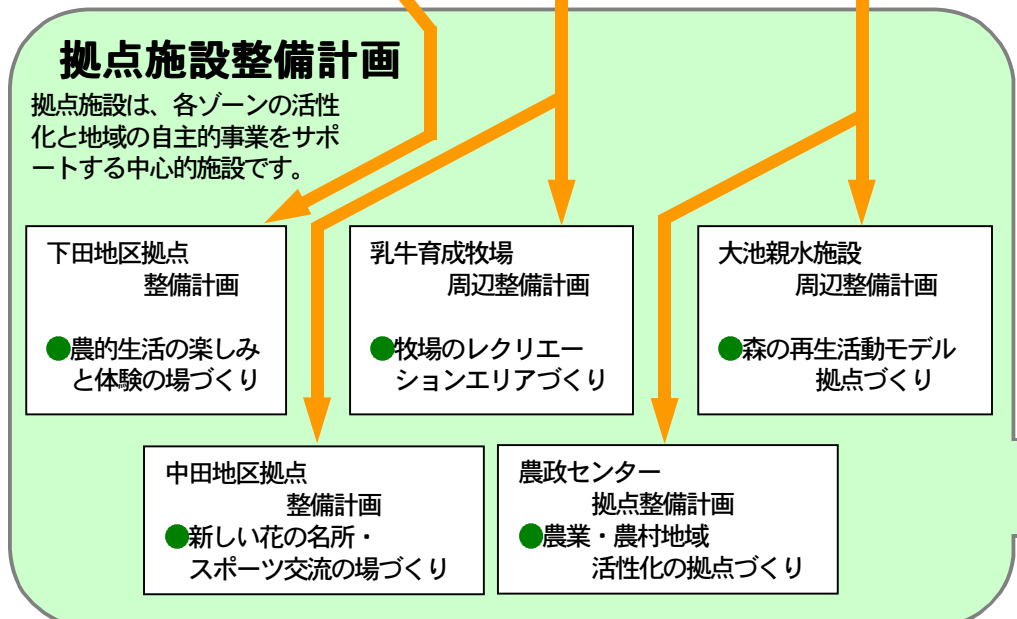 拠点施設整備計画
拠点施設は、各ゾーンの活性
化と地域の自主的事業をサポ
ートする中心的施設です。
下田地区拠点
整備計画
●農的生活の楽しみ
と体験の場づくり
乳牛育成牧場
周辺整備計画
●牧場のレクリエー
ションエリアづくり
大池親水施設
周辺整備計画
●森の再生活動モデル
拠点づくり
中田地区拠点
整備計画
●新しい花の名所・
スポーツ交流の場づくり
農政センター
拠点整備計画
●農業・農村地域
活性化の拠点づくり